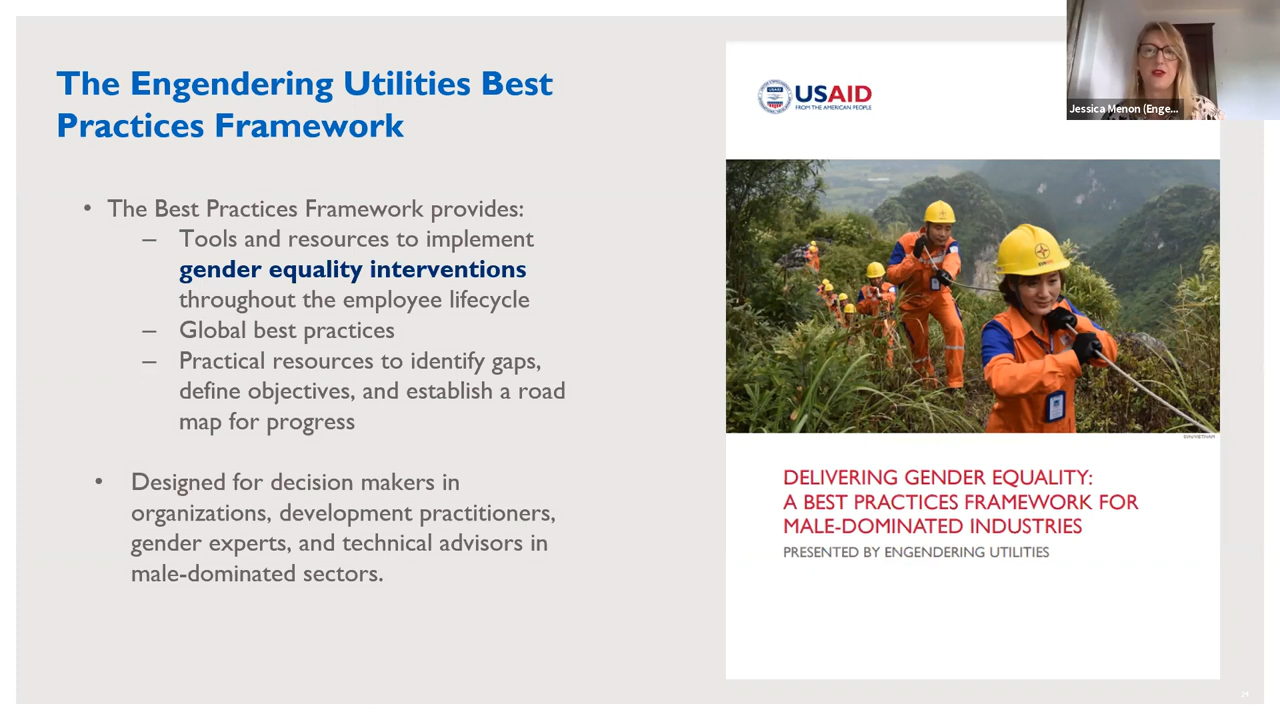 The Engendering Utilities Best
Practices Framework
• The Best Practices Framework provides:
– Tools and resources to implement
gender equality interventions
throughout the employee lifecycle
– Global best practices
– Practical resources to identify gaps,
define objectives, and establish a road
map for progress
• Designed for decision makers in
organizations, development practitioners,
gender experts, and technical advisors in
male-dominated sectors.
USAID
FROM THE AMERICAN PEOPLE
EVN/VIETNAM
DELIVERING GENDER EQUALITY:
A BEST PRACTICES FRAMEWORK FOR
MALE-DOMINATED INDUSTRIES
PRESENTED BY ENGENDERING UTILITIES
Jessica Menon (Enge...